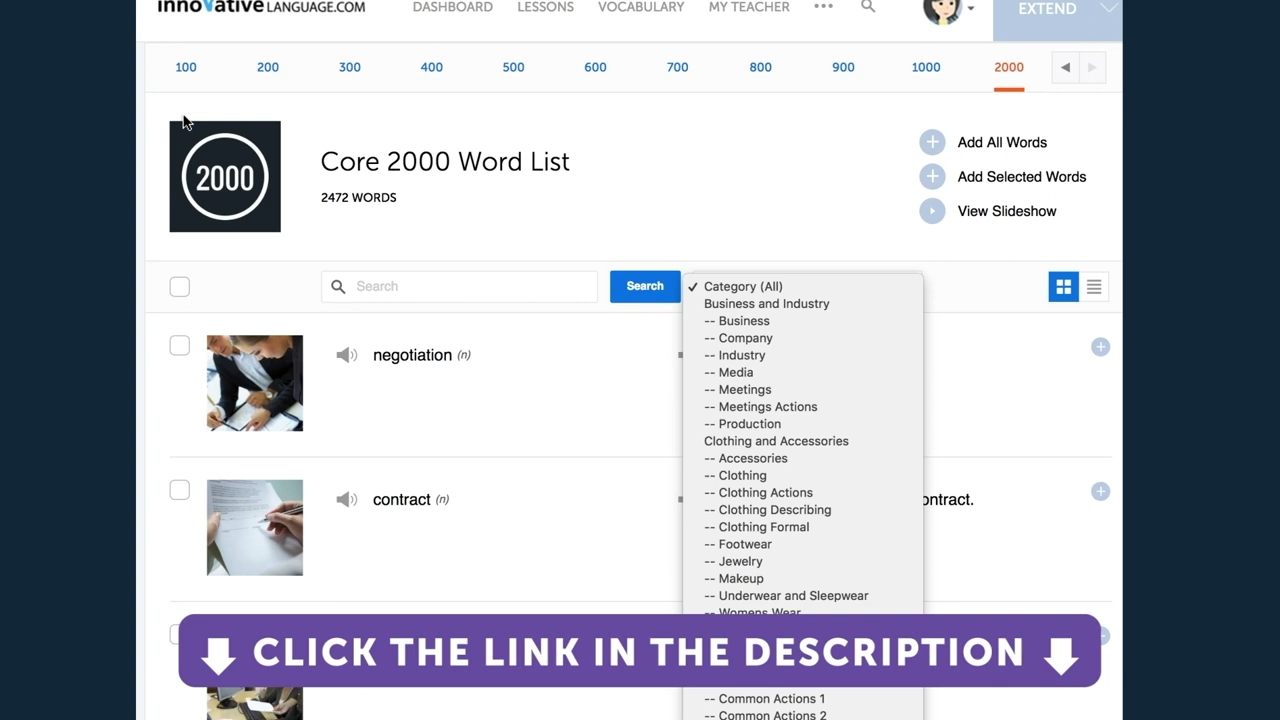 innoVative LANGUAGE.COM
DASHBOARD LESSONS VOCABULARY MY TEACHER ••• EXTEND
100 200 300 400 500 600 700 800 900 1000 2000
2000
Core 2000 Word List
2472 WORDS
Add All Words
Add Selected Words
View Slideshow
Search
Search
✓ Category (All)
Business and Industry
-- Business
-- Company
-- Industry
-- Media
-- Meetings
-- Meetings Actions
-- Production
Clothing and Accessories
-- Accessories
-- Clothing
-- Clothing Actions
-- Clothing Describing
-- Clothing Formal
-- Footwear
-- Jewelry
-- Makeup
-- Underwear and Sleepwear
-- Womens Wear
-- Common Actions 1
-- Common Actions 2
negotiation (n)
contract (n)
ontract.
CLICK THE LINK IN THE DESCRIPTION